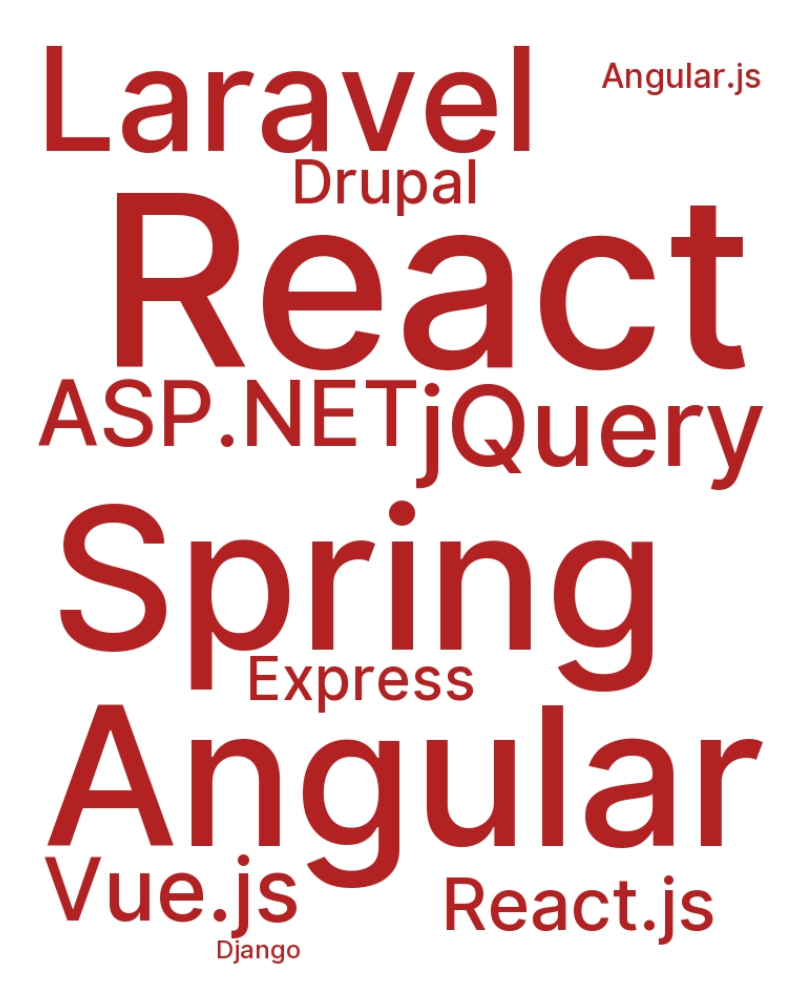 Laravel
Angular.js
Drupal
React
ASP.NET
jQuery
Spring
Express
Angular
Vue.js
React.js
Django